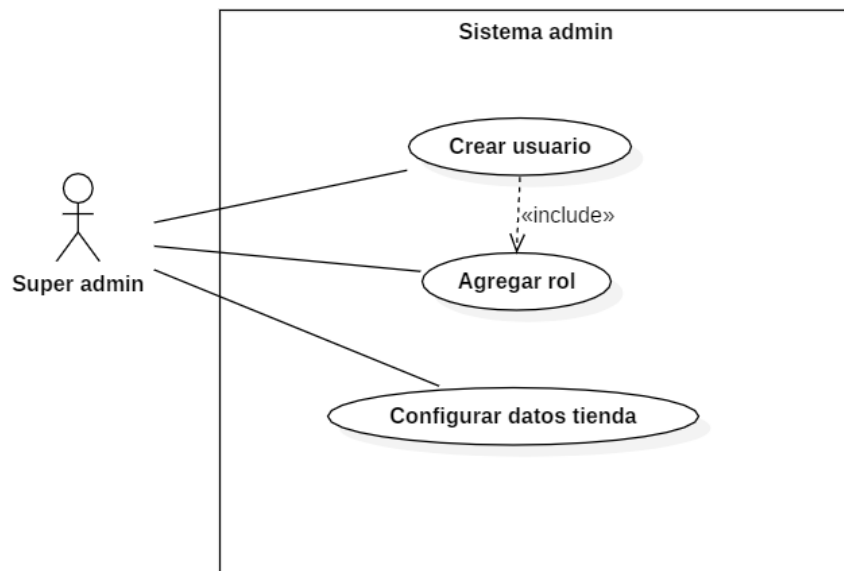 Sistema admin
Crear usuario
«include»
Super admin
Agregar rol
Configurar datos tienda